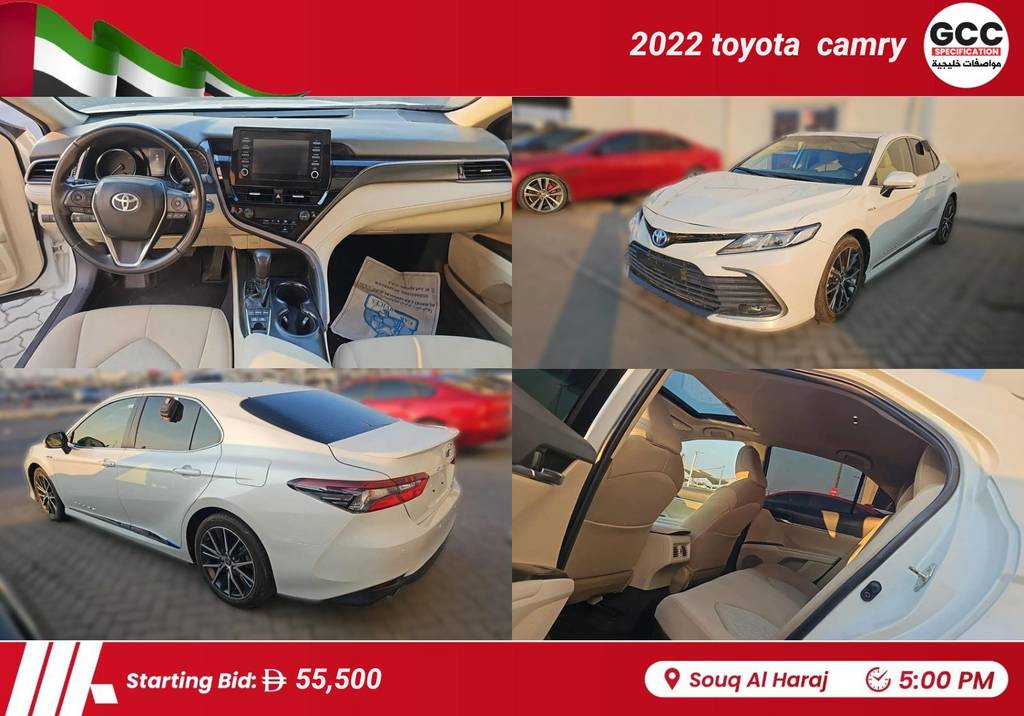 2022 toyota camry
GCC
SPECIFICATION
مواصفات خليجية
Starting Bid: 55,500
Souq Al Haraj
5:00 PM